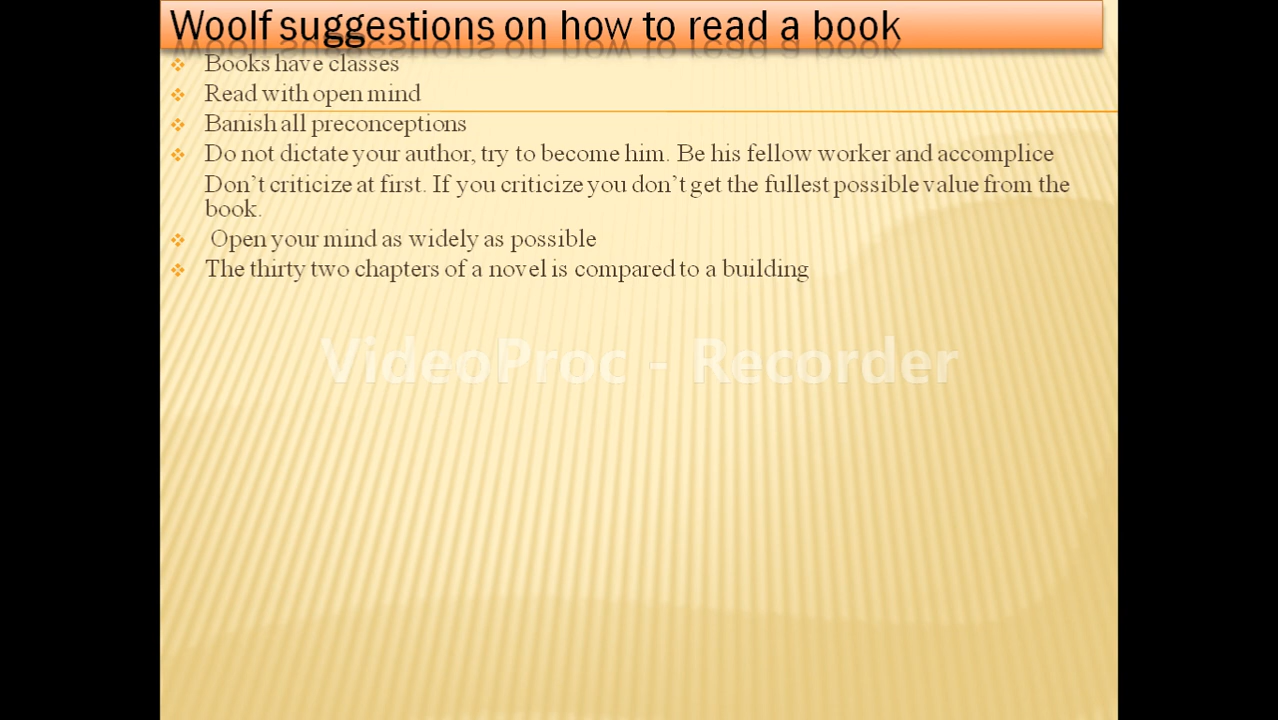 Woolf suggestions on how to read a book
Books have classes
Read with open mind
Banish all preconceptions
Do not dictate your author, try to become him. Be his fellow worker and accomplice
Don’t criticize at first. If you criticize you don’t get the fullest possible value from the
book.
Open your mind as widely as possible
The thirty two chapters of a novel is compared to a building
VideoProc - Recorder